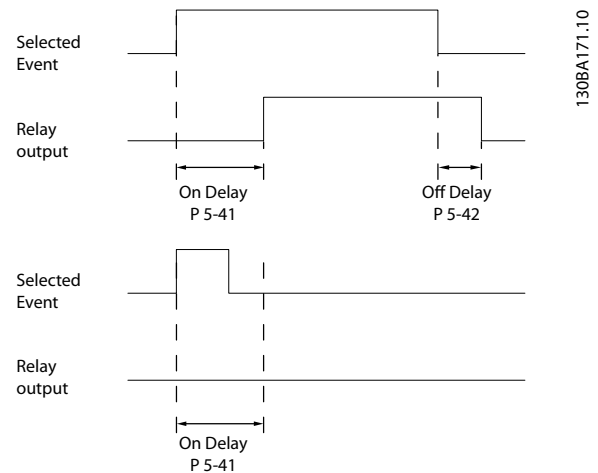 Selected
Event
130BA171.10
Relay
output
On Delay
P 5-41
Off Delay
P 5-42
Selected
Event
Relay
output
On Delay
P 5-41